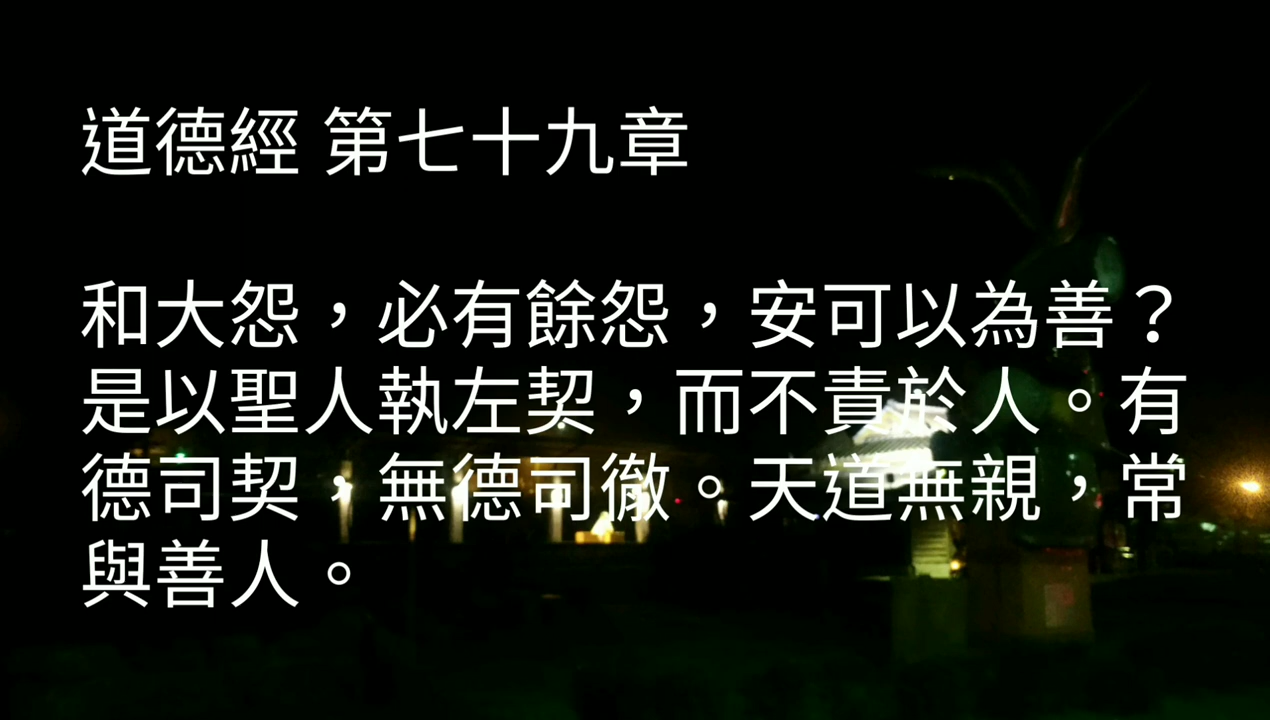 道德經 第七十九章
和大怨，必有餘怨，安可以為善？
是以聖人執左契，而不責於人。有
德司契，無德司徹。天道無親，常
與善人。